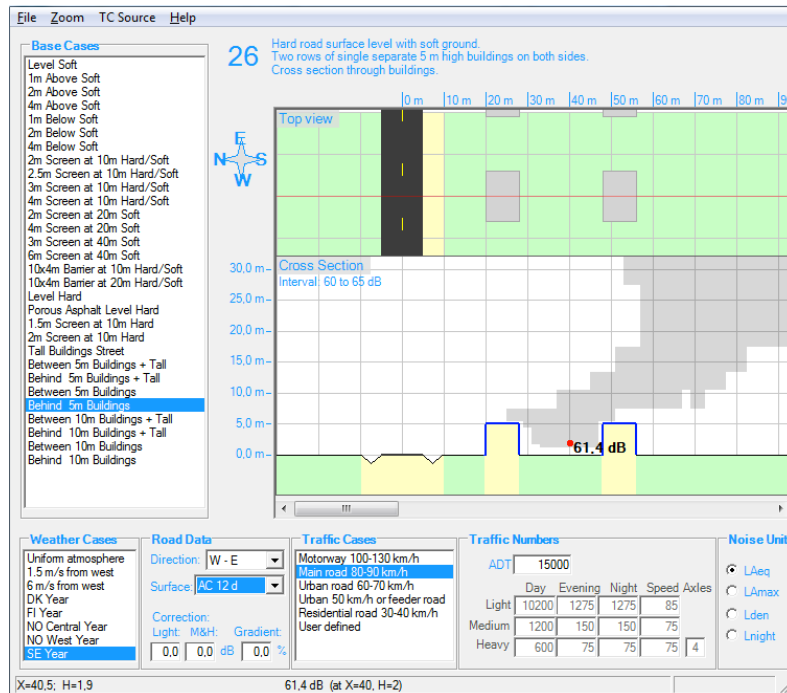 File Zoom TC Source Help
Base Cases
Level Soft
1m Above Soft
2m Above Soft
4m Above Soft
1m Below Soft
2m Below Soft
4m Below Soft
2m Screen at 10m Hard/Soft
2.5m Screen at 10m Hard/Soft
3m Screen at 10m Hard/Soft
4m Screen at 10m Hard/Soft
2m Screen at 20m Soft
4m Screen at 20m Soft
3m Screen at 40m Soft
6m Screen at 40m Soft
10x4m Barrier at 10m Hard/Soft
10x4m Barrier at 20m Hard/Soft
Level Hard
Porous Asphalt Level Hard
1.5m Screen at 10m Hard
2m Screen at 10m Hard
Tall Buildings Street
Between 5m Buildings + Tall
Behind 5m Buildings + Tall
Between 5m Buildings
Behind 5m Buildings
Between 10m Buildings + Tall
Behind 10m Buildings + Tall
Between 10m Buildings
Behind 10m Buildings
26
Hard road surface level with soft ground.
Two rows of single separate 5 m high buildings on both sides.
Cross section through buildings.
0 m 10 m 20 m 30 m 40 m 50 m 60 m 70 m 80 m
E
N S
W
Top view
Cross Section
Interval: 60 to 65 dB
30,0 m
25,0 m
20,0 m
15,0 m
10,0 m
5,0 m
0,0 m
61,4 dB
Weather Cases
Uniform atmosphere
1.5 m/s from west
6 m/s from west
DK Year
FI Year
NO Central Year
NO West Year
SE Year
Road Data
Direction: W - E
Surface: AC 12 d
Correction:
Light: M&H: Gradient:
0,0 0,0 dB 0,0 %
Traffic Cases
Motorway 100-130 km/h
Main road 80-90 km/h
Urban road 60-70 km/h
Urban 50 km/h or feeder road
Residential road 30-40 km/h
User defined
Traffic Numbers
ADT 15000
Day Evening Night Speed Axles
Light 10200 1275 1275 85
Medium 1200 150 150 75
Heavy 600 75 75 75 4
Noise Unit
LAeq
LAmax
Lden
Lnight
X=40,5; H=1,9 61,4 dB (at X=40, H=2)